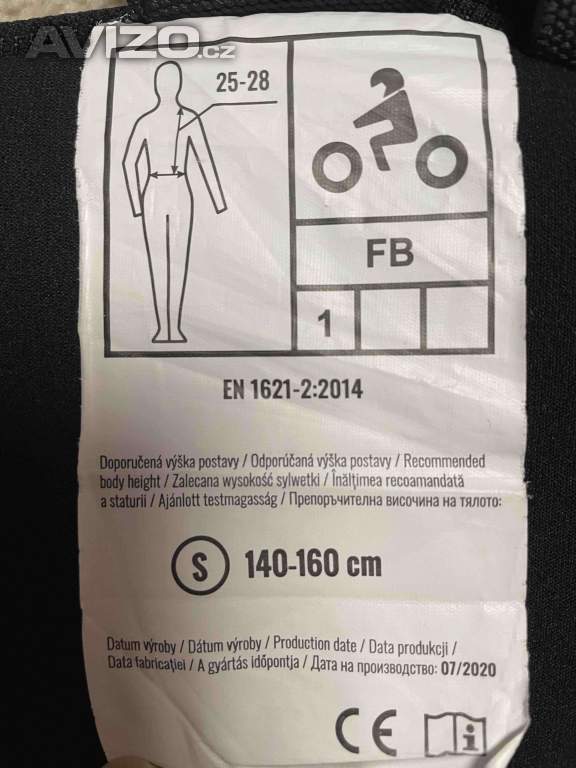 AVIZO.cz
25-28
FB
1
EN 1621-2:2014
Doporučená výška postavy / Odporúčaná výška postavy / Recommended
body height / Zalecana wysokość sylwetki / Înălțimea recoamandată
a staturii / Ajánlott testmagasság / Препоръчителна височина на тялото:
S 140-160 cm
Datum výroby / Dátum výroby / Production date / Data produkcji /
Data fabricației / A gyártás időpontja / Дата на производство: 07/2020
CE i